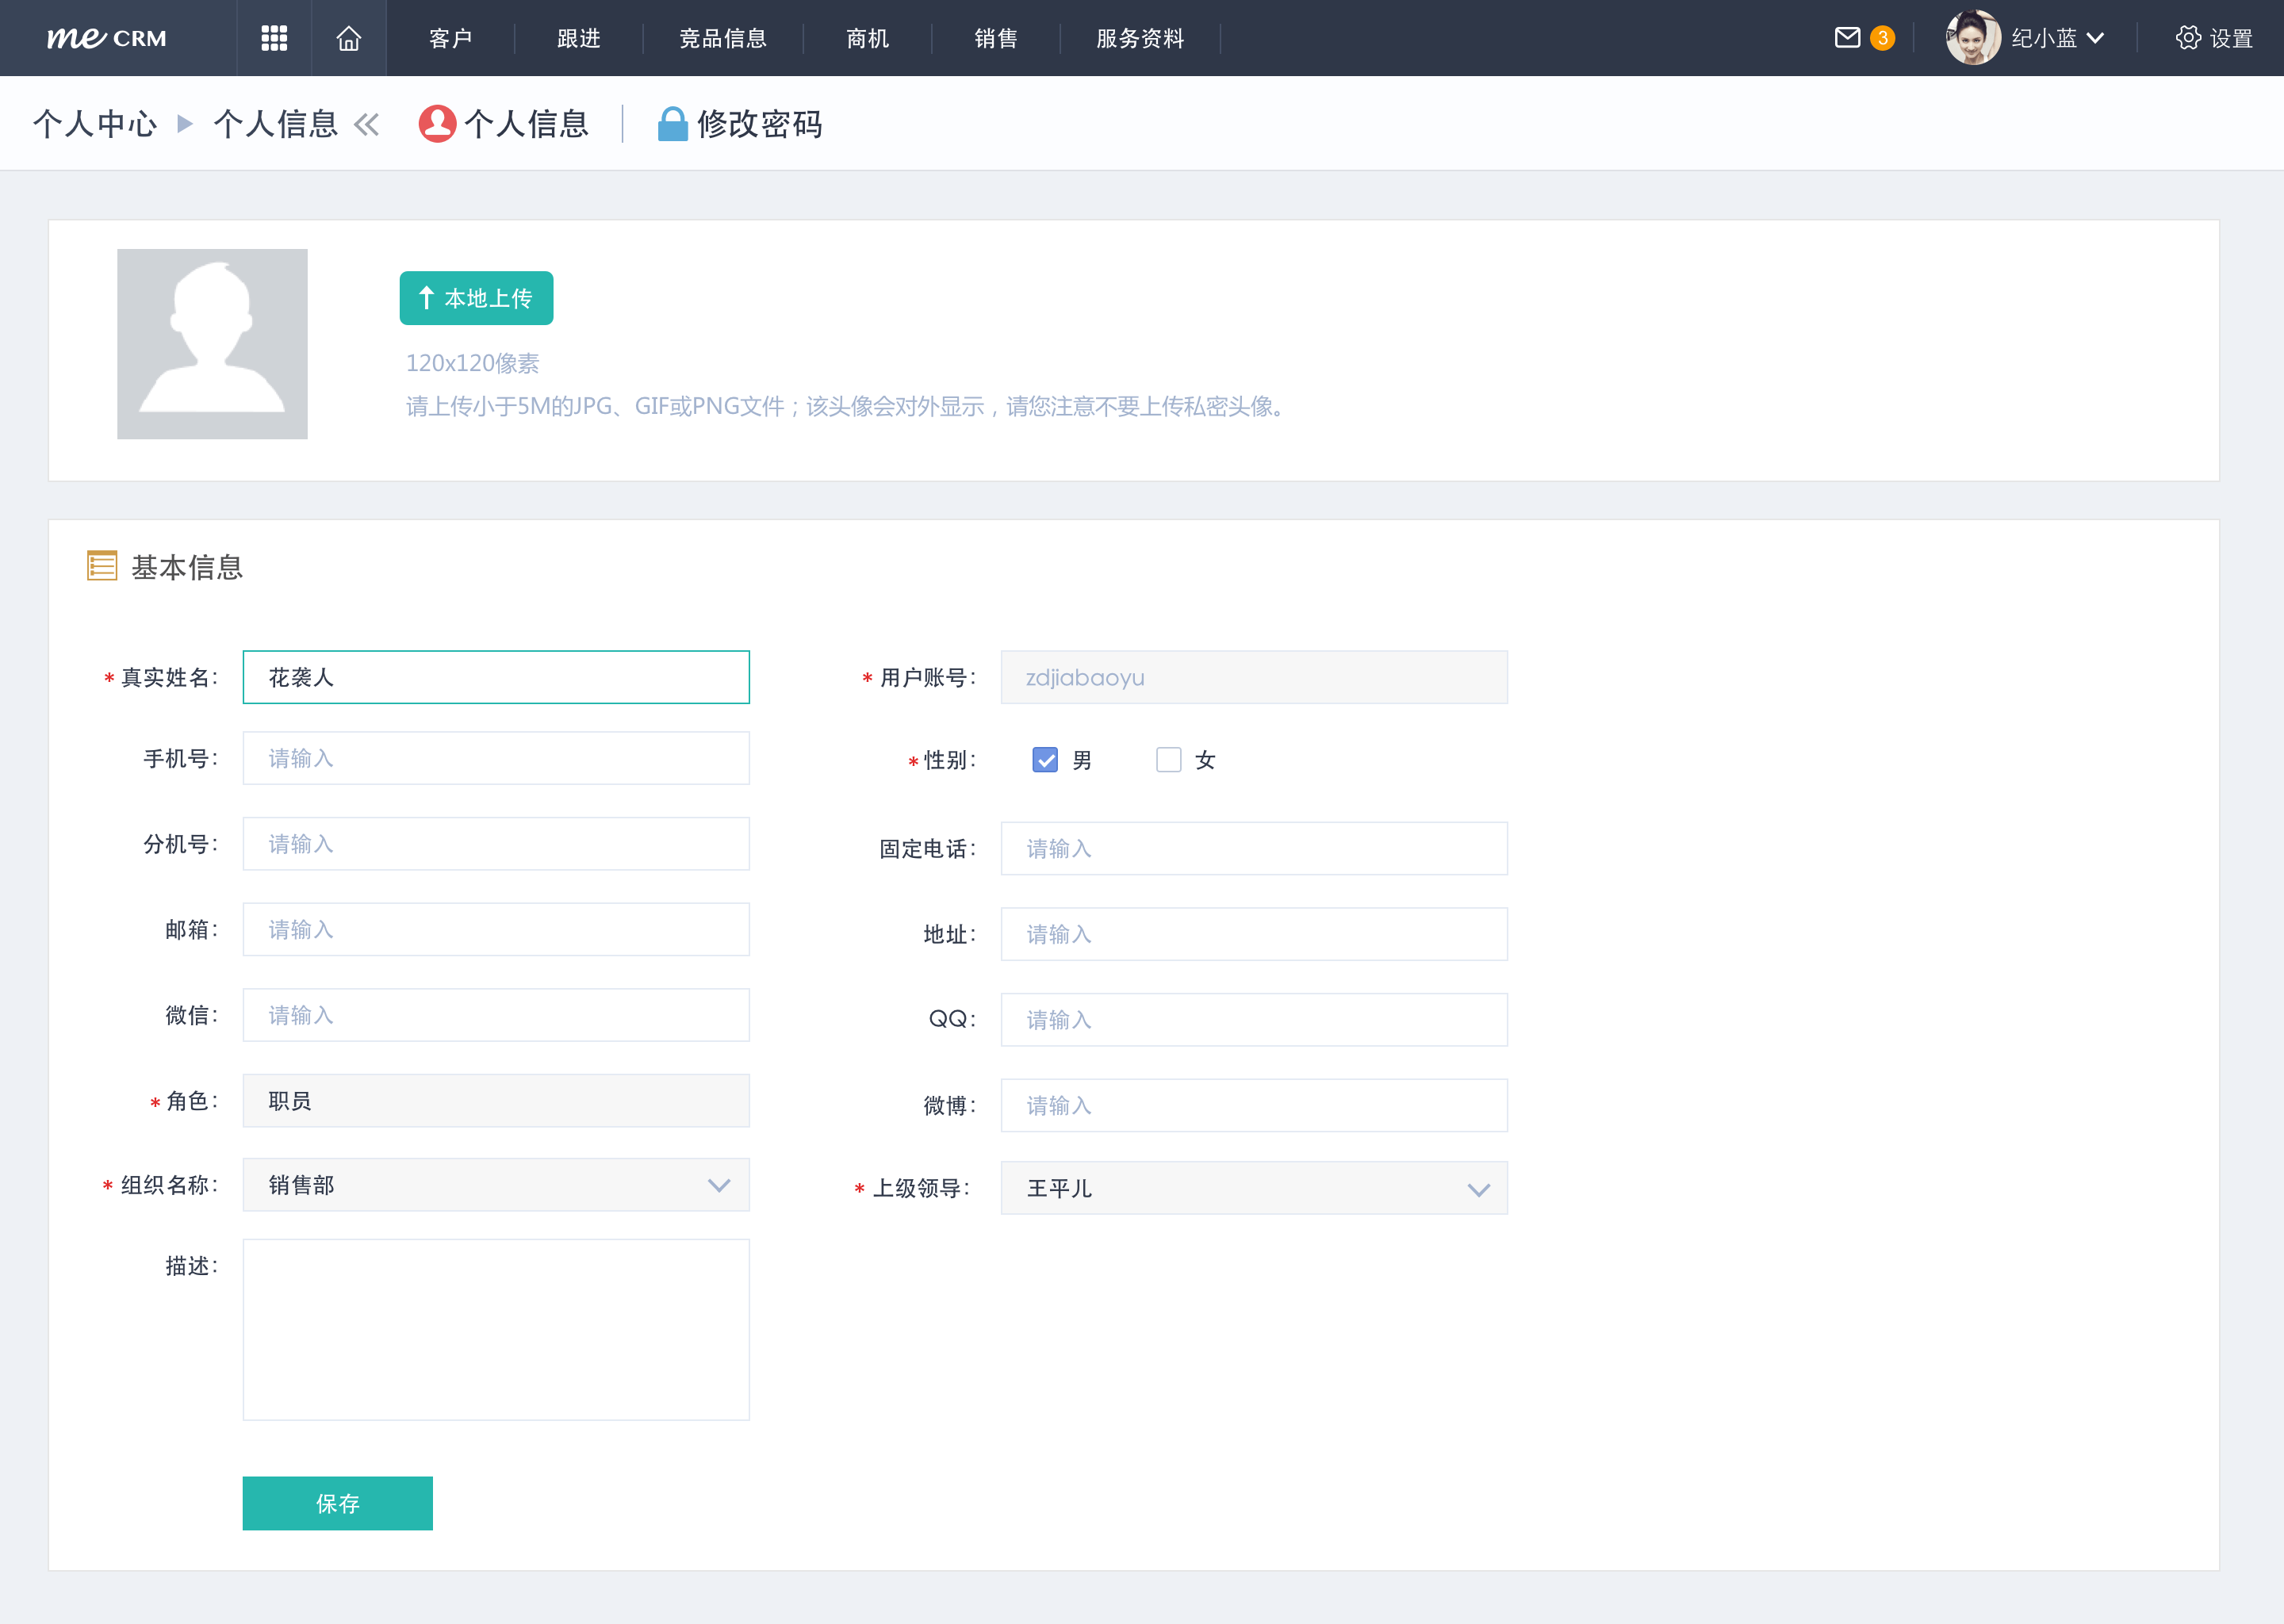 me CRM 客户 跟进 竞品信息 商机 销售 服务资料 3 纪小蓝 设置
个人中心 个人信息 个人信息 修改密码
本地上传
120x120像素
请上传小于5M的JPG、GIF或PNG文件；该头像会对外显示，请您注意不要上传私密头像。
基本信息
* 真实姓名： 花袭人 * 用户账号： zdjiabaoyu
手机号： 请输入 * 性别： 男 女
分机号： 请输入 固定电话： 请输入
邮箱： 请输入 地址： 请输入
微信： 请输入 QQ： 请输入
* 角色： 职员 微博： 请输入
* 组织名称： 销售部 * 上级领导： 王平儿
描述：
保存